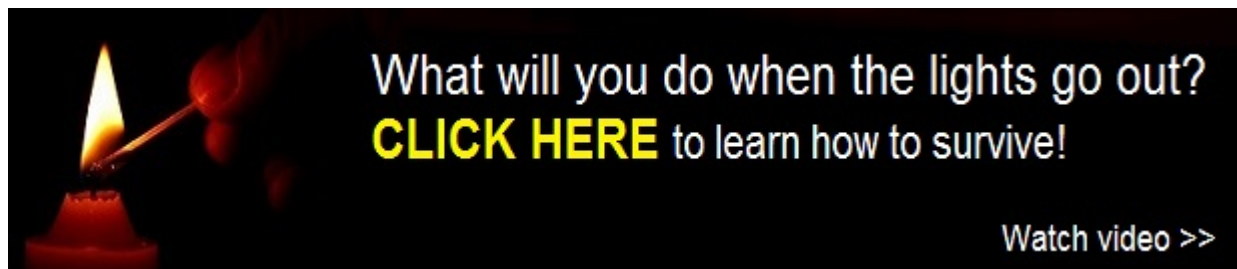 What will you do when the lights go out?
CLICK HERE to learn how to survive!
Watch video >>